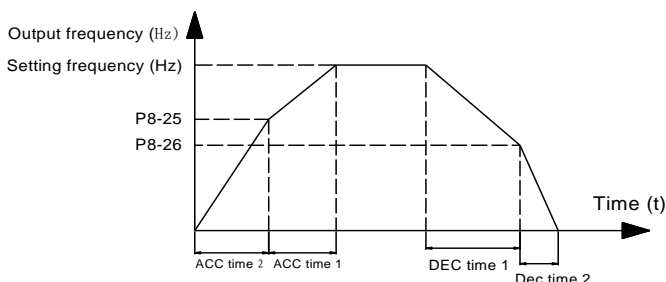 Output frequency (Hz)
Setting frequency (Hz)
P8-25
P8-26
Time (t)
ACC time 2
ACC time 1
DEC time 1
Dec time 2